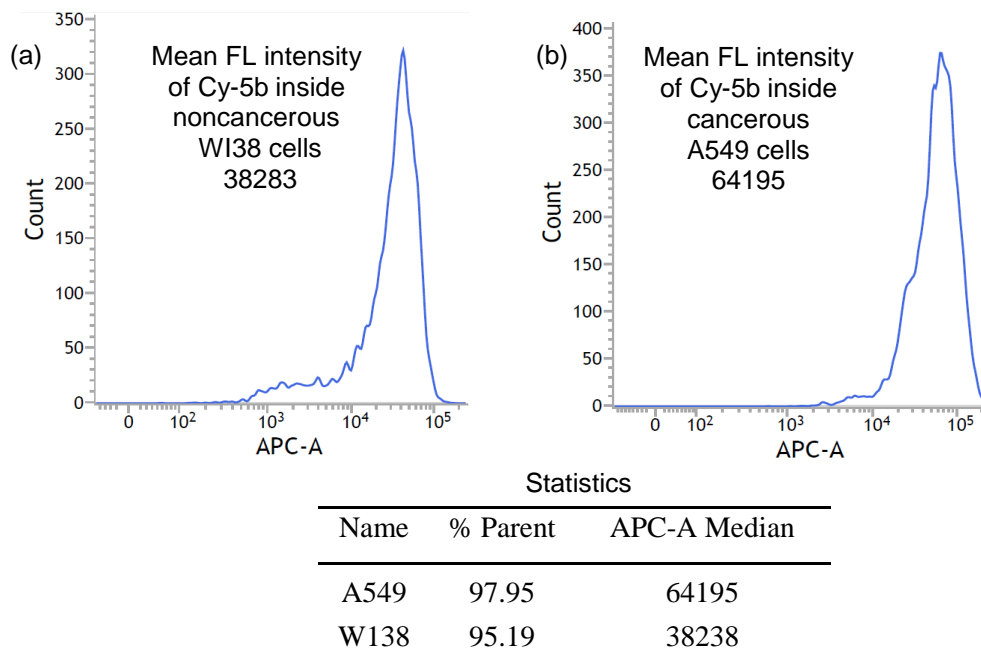 (a)
Mean FL intensity
of Cy-5b inside
noncancerous
WI38 cells
38283
350
300
250
200
150
100
50
0
Count
0 10² 10³ 10⁴ 10⁵
APC-A
(b)
Mean FL intensity
of Cy-5b inside
cancerous
A549 cells
64195
400
350
300
250
200
150
100
50
0
Count
0 10² 10³ 10⁴ 10⁵
APC-A
Statistics
Name % Parent APC-A Median
A549 97.95 64195
W138 95.19 38238